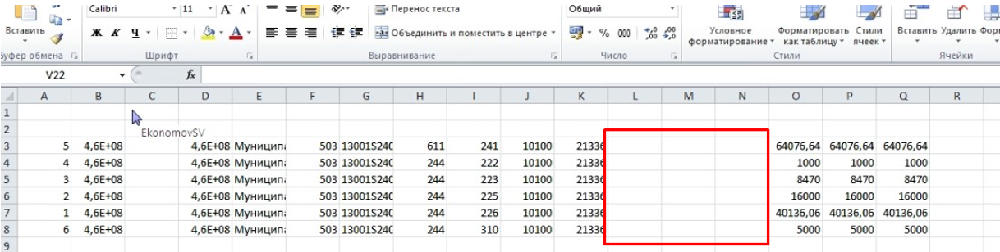 Calibri 11 А А Перенос текста Общий
Вставить Ж К Ч Объединить и поместить в центре % 000 ,00 ,0 Условное форматирование Форматировать как таблицу Стили ячеек Вставить Удалить
буфер обмена Шрифт Выравнивание Число Стили Ячейки
V22 fx
A B C D E F G H I J K L M N O P Q R
1
2 EkonomovSV
3 5 4,6E+08 4,6E+08 Муниципа 503 13001S24C 611 241 10100 21336 64076,64 64076,64 64076,64
4 4 4,6E+08 4,6E+08 Муниципа 503 13001S24C 244 222 10100 21336 1000 1000 1000
5 3 4,6E+08 4,6E+08 Муниципа 503 13001S24C 244 223 10100 21336 8470 8470 8470
6 2 4,6E+08 4,6E+08 Муниципа 503 13001S24C 244 225 10100 21336 16000 16000 16000
7 1 4,6E+08 4,6E+08 Муниципа 503 13001S24C 244 226 10100 21336 40136,06 40136,06 40136,06
8 6 4,6E+08 4,6E+08 Муниципа 503 13001S24C 244 310 10100 21336 5000 5000 5000
9